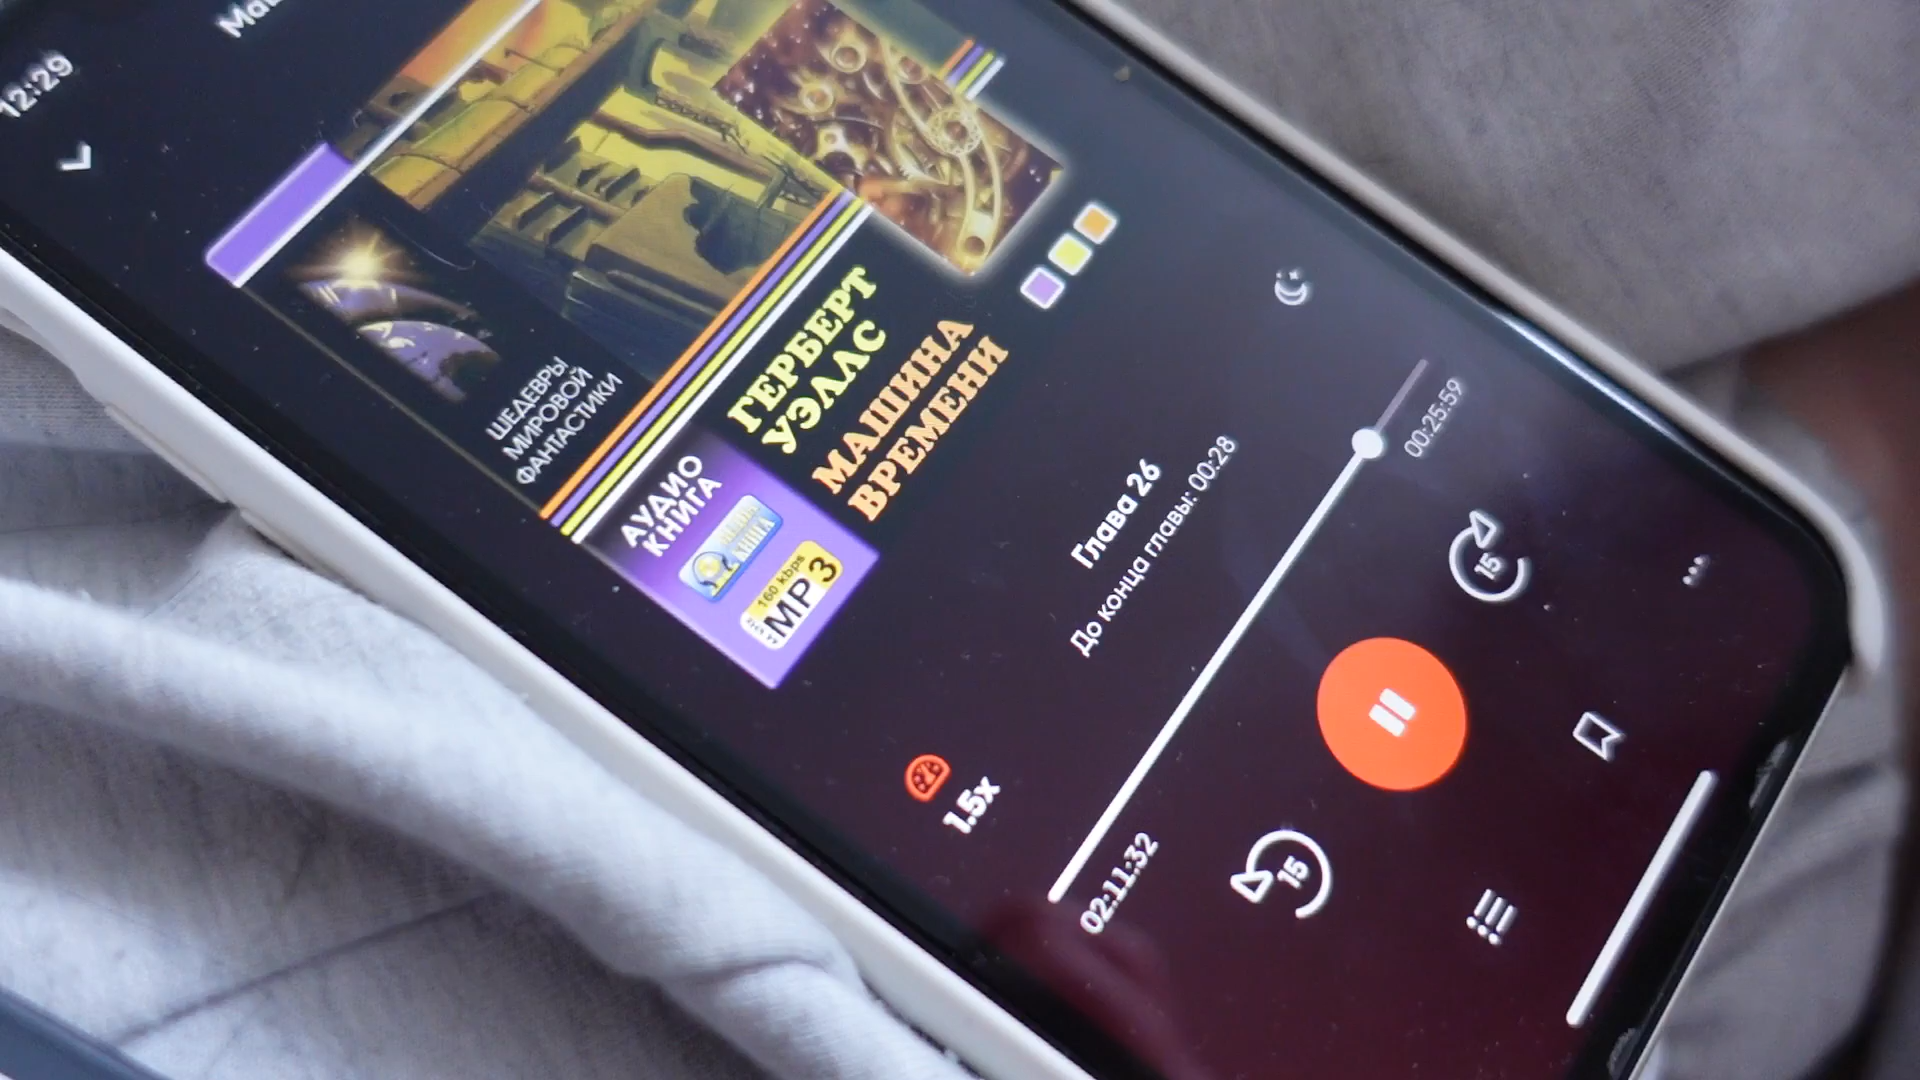 12:29
ШЕДЕВРЫ
МИРОВОЙ
ФАНТАСТИКИ
ГЕРБЕРТ
УЭЛЛС
МАШИНА
ВРЕМЕНИ
АУДИО
КНИГА
160 kbps
MP3
Глава 26
До конца главы: 00:28
1.5x
02:11:32
00:25:59
15
15